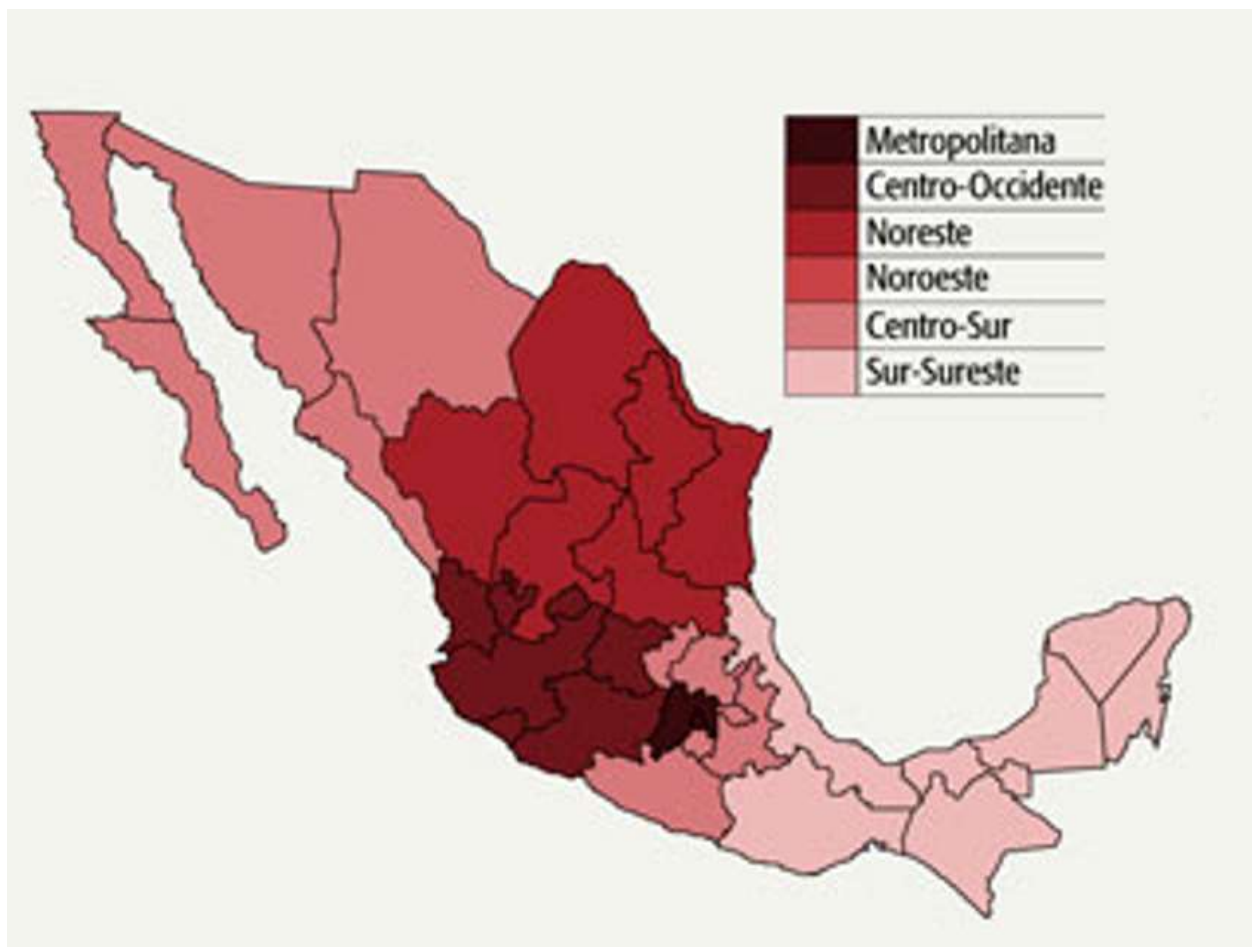 Metropolitana
Centro-Occidente
Noreste
Noroeste
Centro-Sur
Sur-Sureste